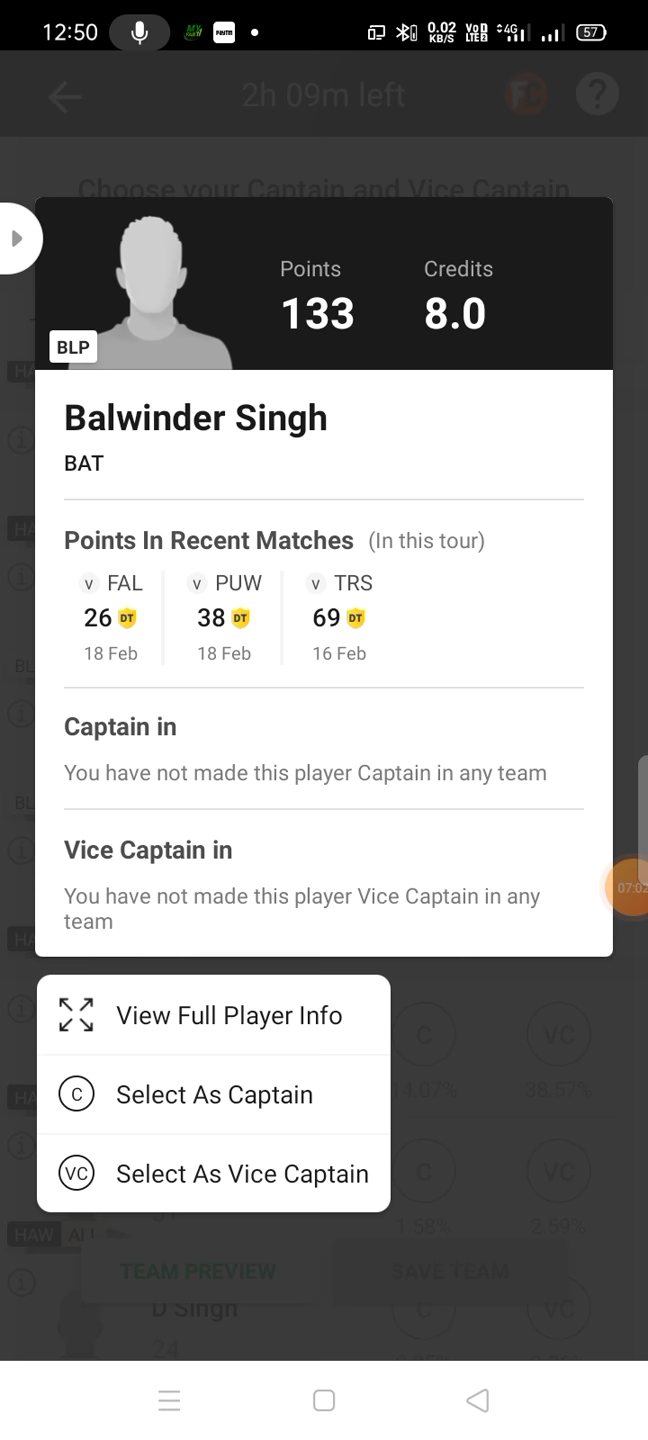 12:50
0.02
KB/S
VoD
LTE2
4G
57
2h 09m left
Choose your Captain and Vice Captain
Points
Credits
133
8.0
BLP
Balwinder Singh
BAT
Points In Recent Matches (In this tour)
v FAL
v PUW
v TRS
26 DT
38 DT
69 DT
18 Feb
18 Feb
16 Feb
Captain in
You have not made this player Captain in any team
Vice Captain in
07:02
You have not made this player Vice Captain in any
team
View Full Player Info
C VC
C Select As Captain
14.07% 38.57%
VC Select As Vice Captain
C VC
1.58% 2.59%
HAW
TEAM PREVIEW
SAVE TEAM
D Singh
C VC
24